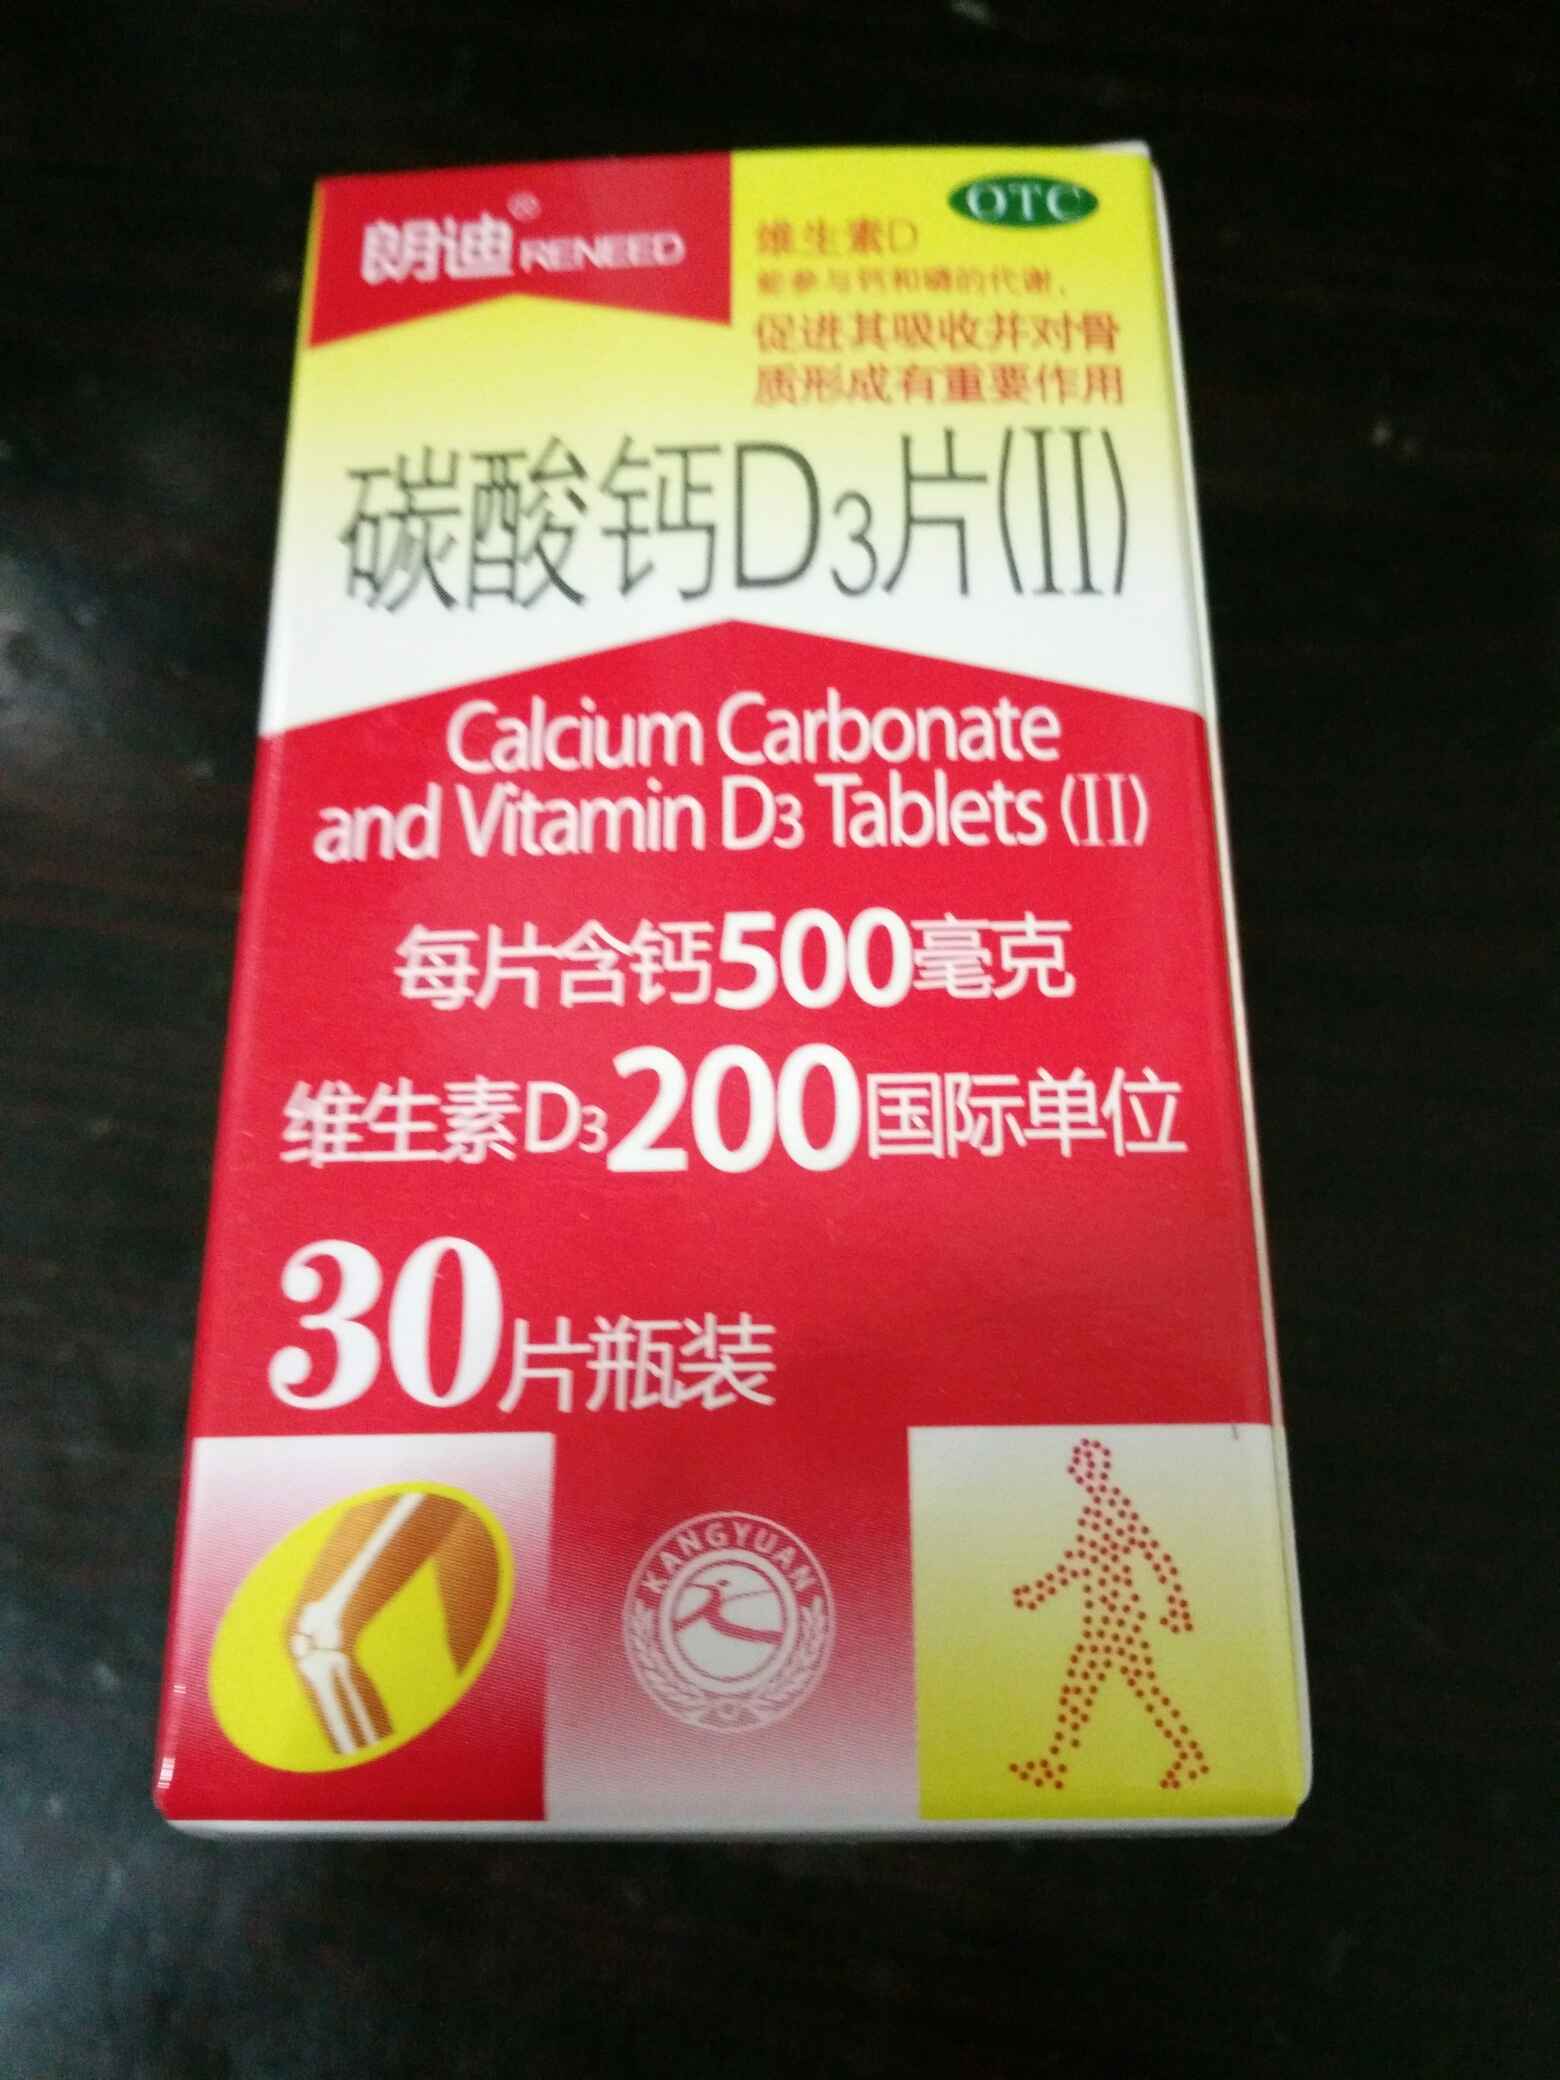 朗迪® RENEED
OTC
维生素D
能参与钙和磷的代谢，
促进其吸收并对骨
质形成有重要作用
碳酸钙D3片(II)
Calcium Carbonate
and Vitamin D3 Tablets (II)
每片含钙500毫克
维生素D3200国际单位
30片瓶装
KANGYUAN